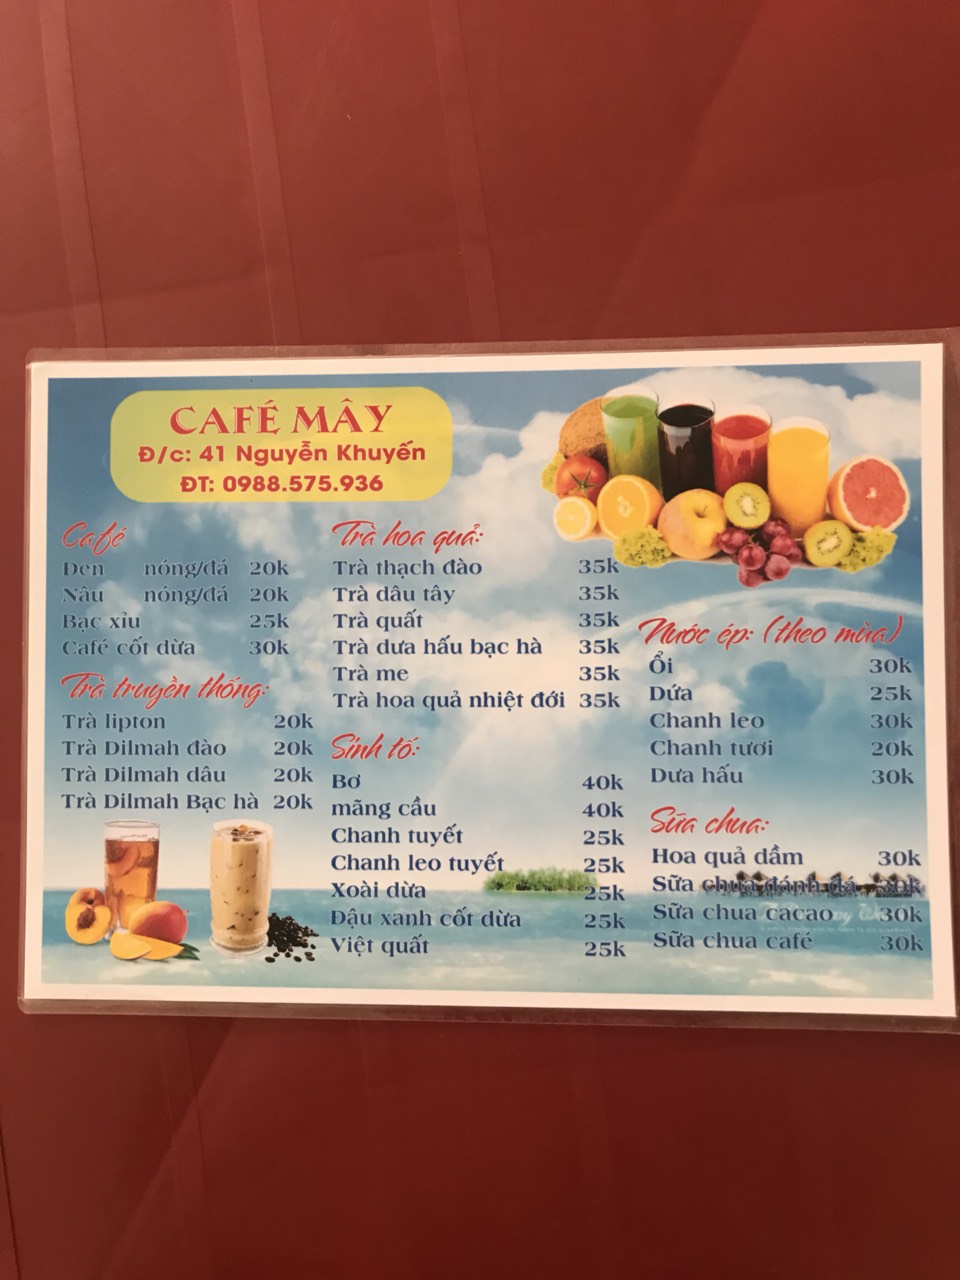 CAFÉ MÂY
Đ/c: 41 Nguyễn Khuyến
ĐT: 0988.575.936
Café
Đen nóng/đá 20k
Nâu nóng/đá 20k
Bạc xỉu 25k
Café cốt dừa 30k
Trà truyền thống:
Trà lipton 20k
Trà Dilmah đào 20k
Trà Dilmah dâu 20k
Trà Dilmah Bạc hà 20k
Trà hoa quả:
Trà thạch đào 35k
Trà dâu tây 35k
Trà quất 35k
Trà dưa hấu bạc hà 35k
Trà me 35k
Trà hoa quả nhiệt đới 35k
Sinh tố:
Bơ 40k
mãng cầu 40k
Chanh tuyết 25k
Chanh leo tuyết 25k
Xoài dừa 25k
Đậu xanh cốt dừa 25k
Việt quất 25k
Nước ép: (theo mùa)
Ổi 30k
Dứa 25k
Chanh leo 30k
Chanh tươi 20k
Dưa hấu 30k
Sữa chua:
Hoa quả dầm 30k
Sữa chua đánh đá 30k
Sữa chua cacao 30k
Sữa chua café 30k